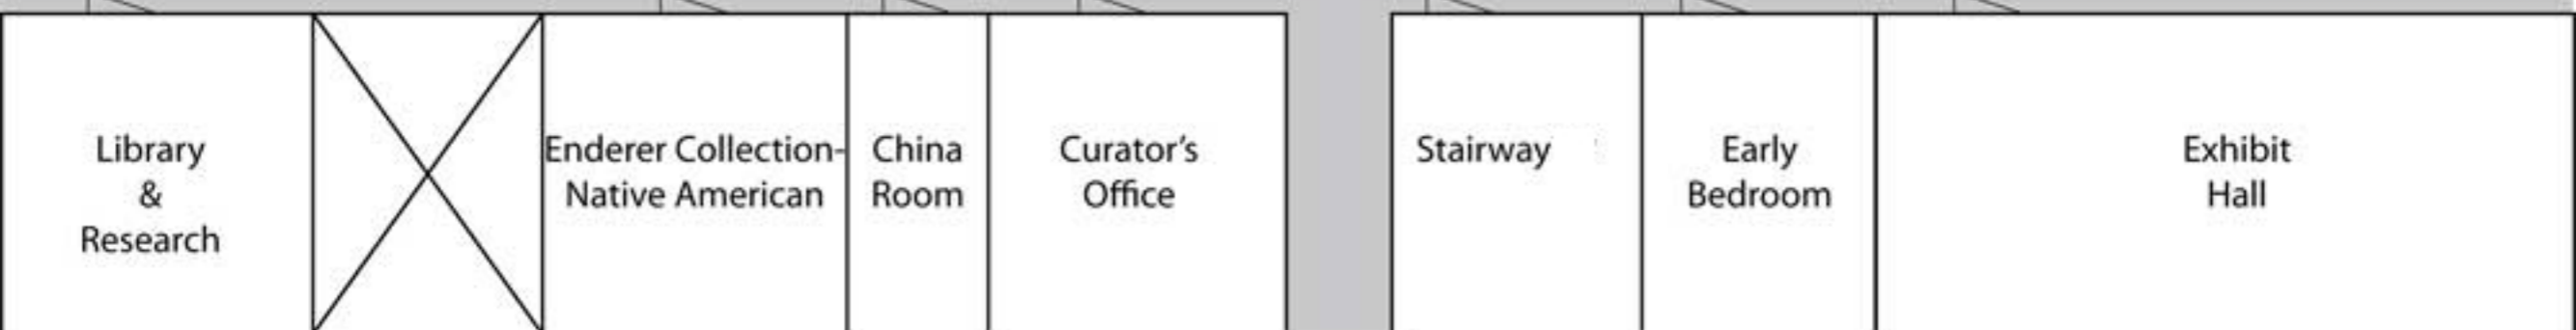 Library
&
Research
Enderer Collection-
Native American
China
Room
Curator’s
Office
Stairway
Early
Bedroom
Exhibit
Hall